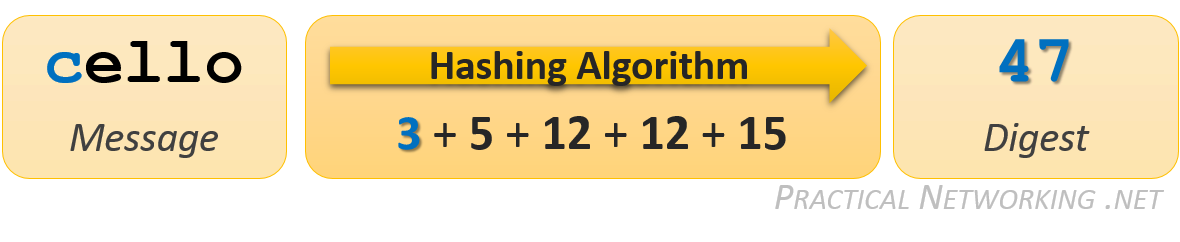 cello
Message
Hashing Algorithm
3 + 5 + 12 + 12 + 15
47
Digest
PRACTICAL NETWORKING .NET